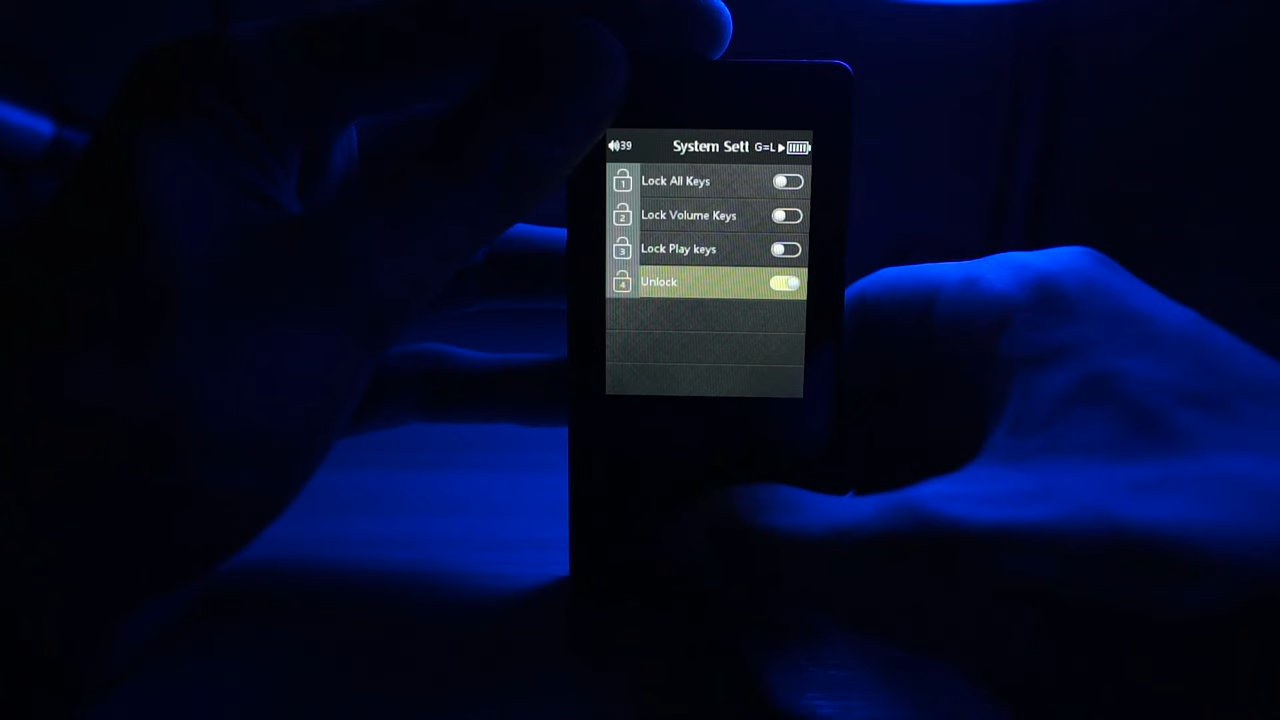 39 System Sett G=L
1 Lock All Keys
2 Lock Volume Keys
3 Lock Play keys
4 Unlock